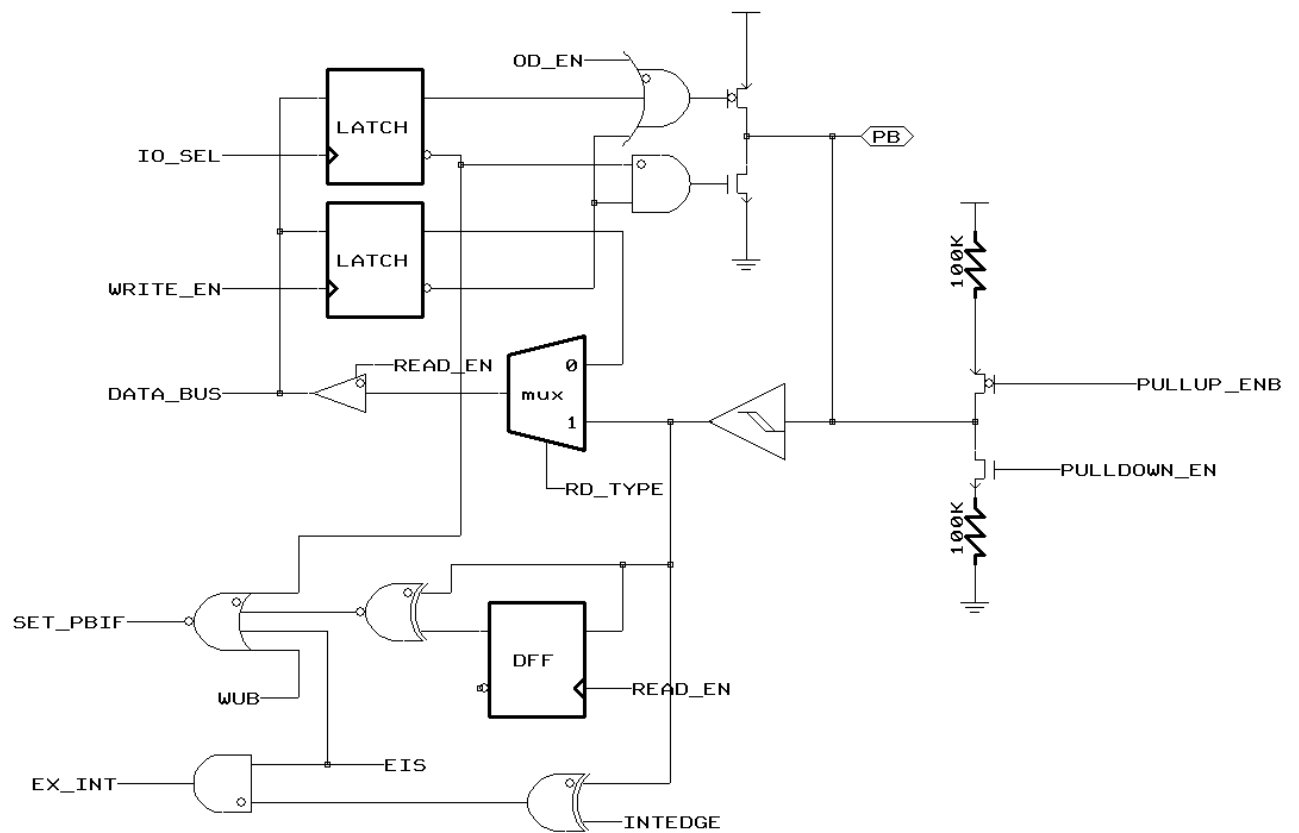 OD_EN
LATCH
PB
IO_SEL
100K
LATCH
WRITE_EN
READ_EN
0
DATA_BUS
mux
PULLUP_ENB
1
PULLDOWN_EN
RD_TYPE
100K
SET_PBIF
DFF
WUB
READ_EN
EIS
EX_INT
INTEDGE